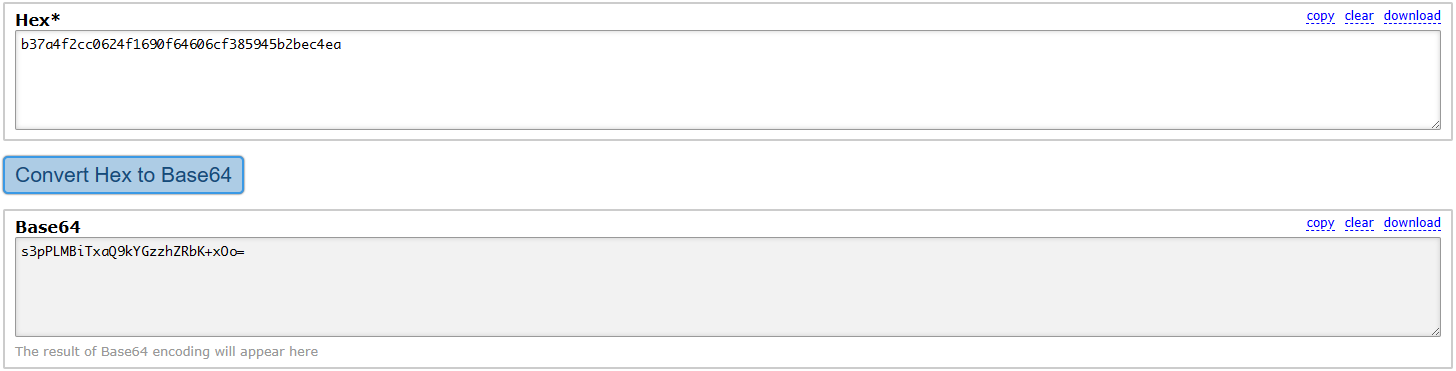 Hex* copy clear download
b37a4f2cc0624f1690f64606cf385945b2bec4ea
Convert Hex to Base64
Base64 copy clear download
s3pPLMBiTxaQ9kYGzzhZRbK+xOo=
The result of Base64 encoding will appear here